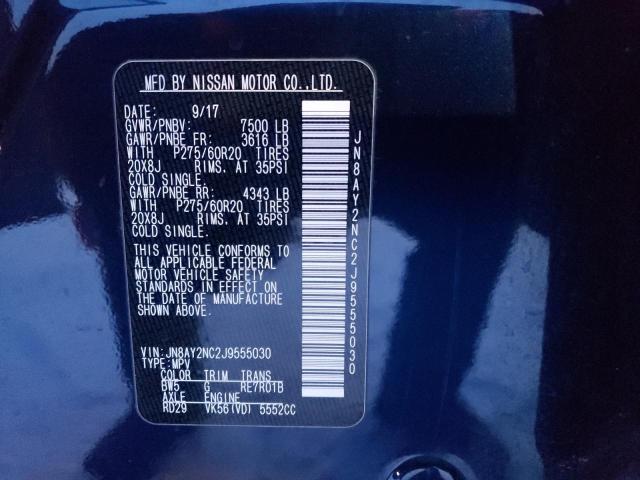 MFD BY NISSAN MOTOR CO.,LTD.
DATE: 9/17
GVWR/PNBV: 7500 LB
GAWR/PNBE FR: 3616 LB
WITH P275/60R20 TIRES
20X8J RIMS. AT 35PSI
COLD SINGLE.
GAWR/PNBE RR: 4343 LB
WITH P275/60R20 TIRES
20X8J RIMS. AT 35PSI
COLD SINGLE.
THIS VEHICLE CONFORMS TO
ALL APPLICABLE FEDERAL
MOTOR VEHICLE SAFETY
STANDARDS IN EFFECT ON
THE DATE OF MANUFACTURE
SHOWN ABOVE.
VIN:JN8AY2NC2J9555030
TYPE:MPV
COLOR TRIM TRANS
BW5 G RE7R01B
AXLE ENGINE
RD29 VK56(VD) 5552CC
JN8AY2NC2J9555030